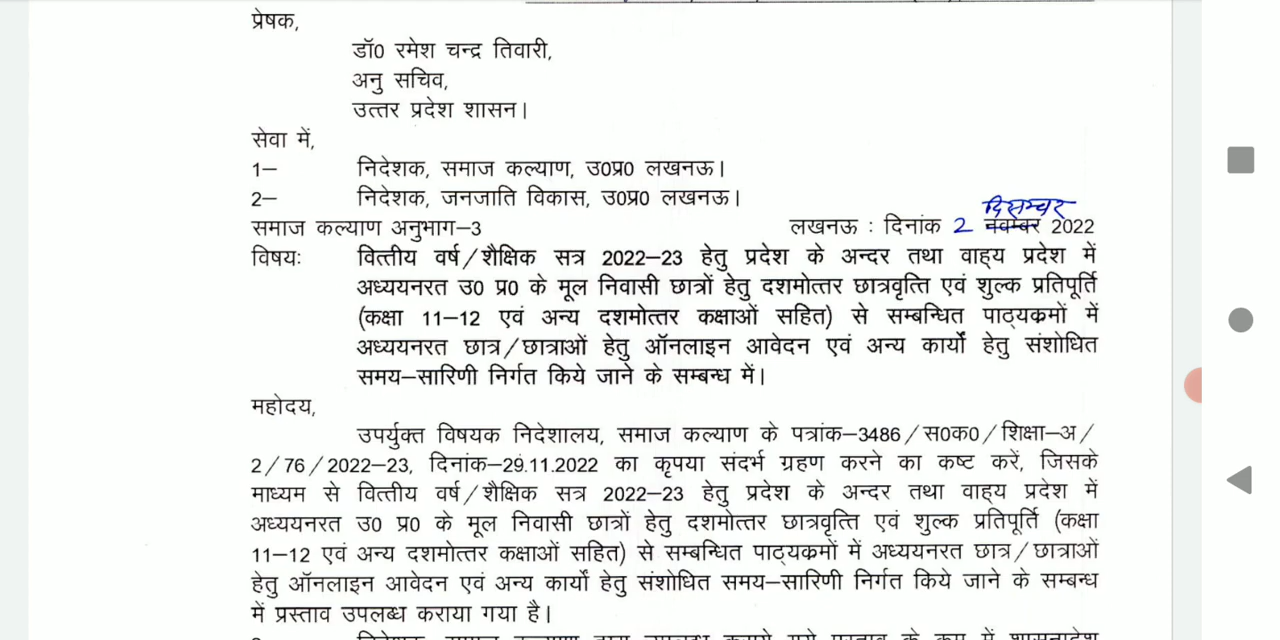 प्रेषक,
डॉ0 रमेश चन्द्र तिवारी,
अनु सचिव,
उत्तर प्रदेश शासन।
सेवा में,
1– निदेशक, समाज कल्याण, उ0प्र0 लखनऊ।
2– निदेशक, जनजाति विकास, उ0प्र0 लखनऊ।
दिसम्बर
समाज कल्याण अनुभाग–3 लखनऊ : दिनांक 2 नवम्बर 2022
विषयः वित्तीय वर्ष/शैक्षिक सत्र 2022–23 हेतु प्रदेश के अन्दर तथा वाह्य प्रदेश में
अध्ययनरत उ0 प्र0 के मूल निवासी छात्रों हेतु दशमोत्तर छात्रवृत्ति एवं शुल्क प्रतिपूर्ति
(कक्षा 11–12 एवं अन्य दशमोत्तर कक्षाओं सहित) से सम्बन्धित पाठ्यक्रमों में
अध्ययनरत छात्र/छात्राओं हेतु ऑनलाइन आवेदन एवं अन्य कार्यों हेतु संशोधित
समय–सारिणी निर्गत किये जाने के सम्बन्ध में।
महोदय,
उपर्युक्त विषयक निदेशालय, समाज कल्याण के पत्रांक–3486/स0क0/शिक्षा–अ/
2/76/2022–23, दिनांक–29.11.2022 का कृपया संदर्भ ग्रहण करने का कष्ट करें, जिसके
माध्यम से वित्तीय वर्ष/शैक्षिक सत्र 2022–23 हेतु प्रदेश के अन्दर तथा वाह्य प्रदेश में
अध्ययनरत उ0 प्र0 के मूल निवासी छात्रों हेतु दशमोत्तर छात्रवृत्ति एवं शुल्क प्रतिपूर्ति (कक्षा
11–12 एवं अन्य दशमोत्तर कक्षाओं सहित) से सम्बन्धित पाठ्यक्रमों में अध्ययनरत छात्र/छात्राओं
हेतु ऑनलाइन आवेदन एवं अन्य कार्यों हेतु संशोधित समय–सारिणी निर्गत किये जाने के सम्बन्ध
में प्रस्ताव उपलब्ध कराया गया है।